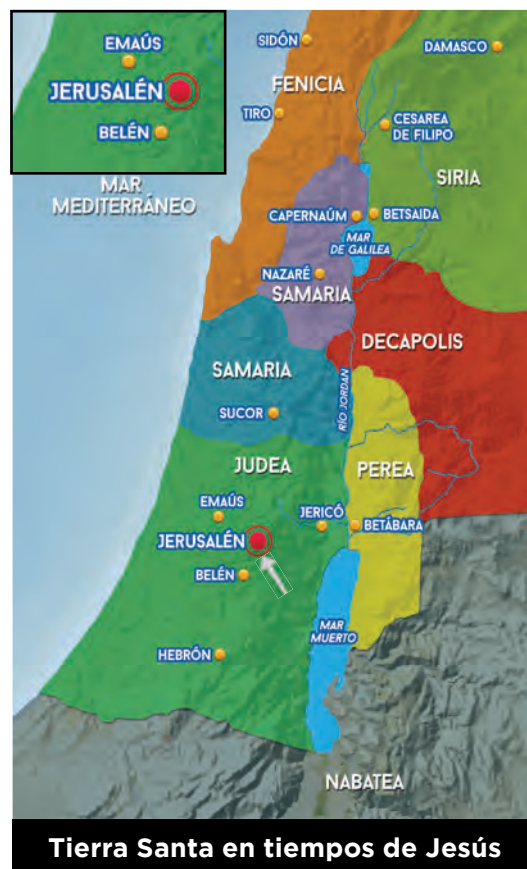 EMAÚS
JERUSALÉN
BELÉN
SIDÓN
DAMASCO
FENICIA
TIRO
CESAREA
DE FILIPO
SIRIA
MAR
MEDITERRÁNEO
CAPERNAÚM
BETSAIDA
MAR
DE GALILEA
NAZARÉ
SAMARIA
DECAPOLIS
SAMARIA
RÍO JORDAN
SUCOR
JUDEA
PEREA
EMAÚS
JERICÓ
BETÁBARA
JERUSALÉN
BELÉN
MAR
MUERTO
HEBRÓN
NABATEA
Tierra Santa en tiempos de Jesús